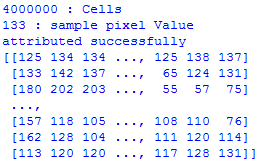 4000000 : Cells
133 : sample pixel Value
attributed successfully
[[125 134 134 ..., 125 138 137]
[133 142 137 ..., 65 124 131]
[180 202 203 ..., 55 57 75]
...,
[157 118 105 ..., 108 110 76]
[162 128 104 ..., 111 120 114]
[113 120 120 ..., 117 128 131]]